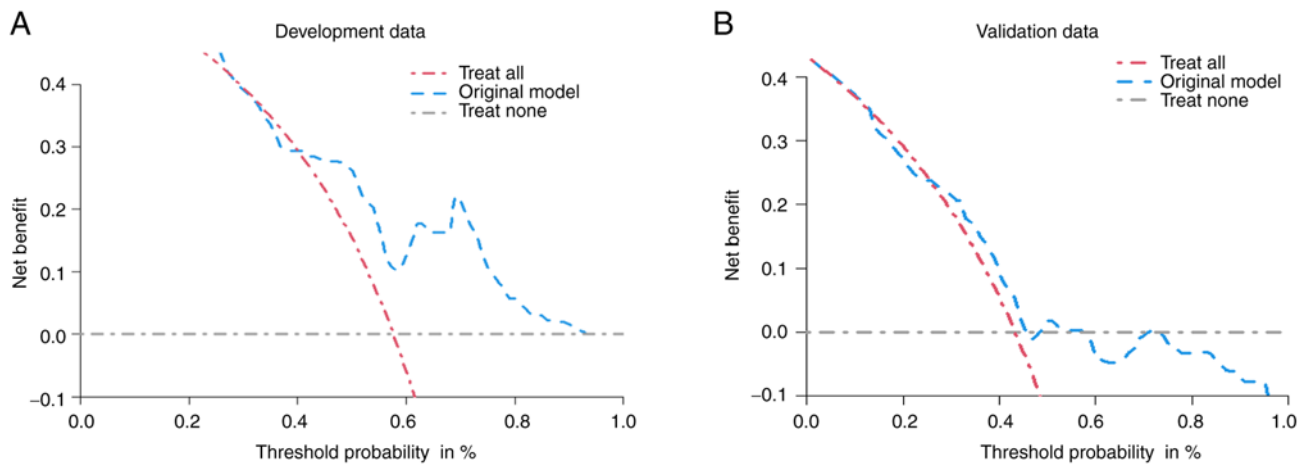 A
Development data
Treat all
Original model
Treat none
Net benefit
0.4
0.3
0.2
0.1
0.0
−0.1
0.0
0.2
0.4
0.6
0.8
1.0
Threshold probability in %
B
Validation data
Treat all
Original model
Treat none
Net benefit
0.4
0.3
0.2
0.1
0.0
−0.1
0.0
0.2
0.4
0.6
0.8
1.0
Threshold probability in %